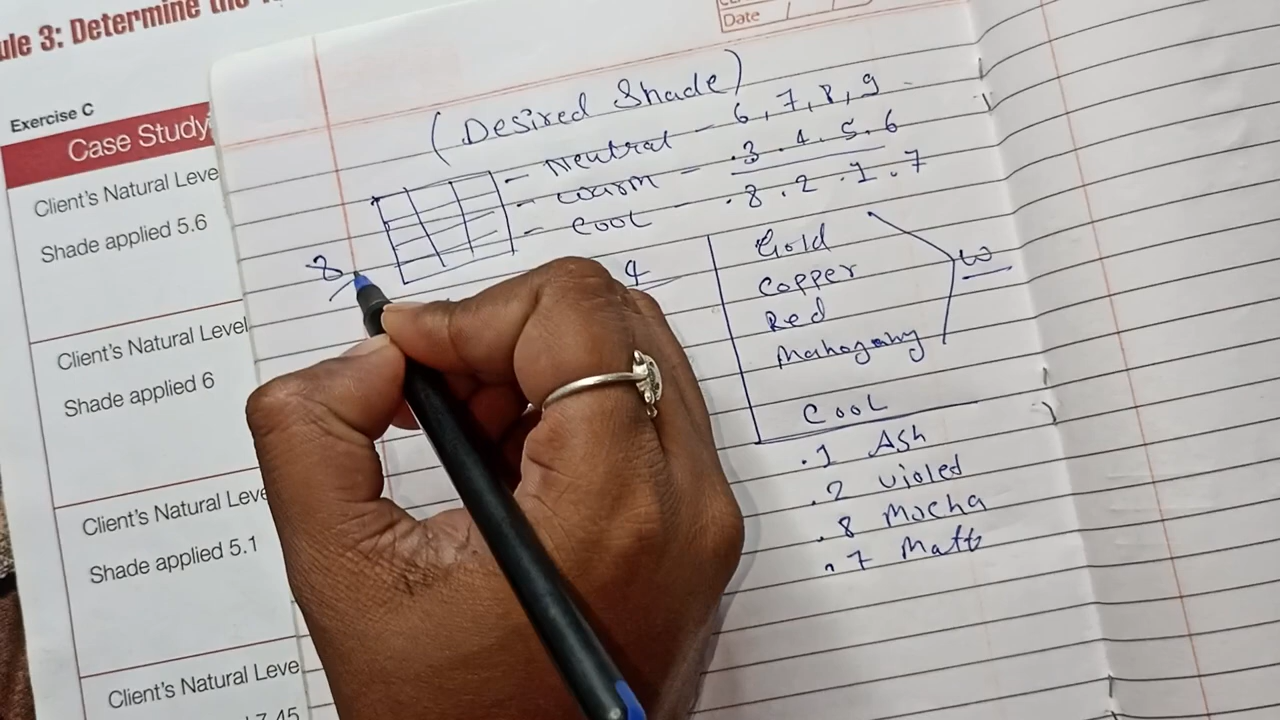 ule 3: Determine the
Date / /
Exercise C
Case Study
Client's Natural Leve
Shade applied 5.6
Client's Natural Level
Shade applied 6
Client's Natural Leve
Shade applied 5.1
Client's Natural Leve
7.45
(Desired Shade)
- Neutral - 6, 7, 8, 9
- warm - .3 .4 .5 .6
- cool - .8 .2 .1 .7
8
4
Gold
Copper
Red
Mahogany
w
Cool
.1 Ash
.2 violed
.8 Mocha
.7 Matt